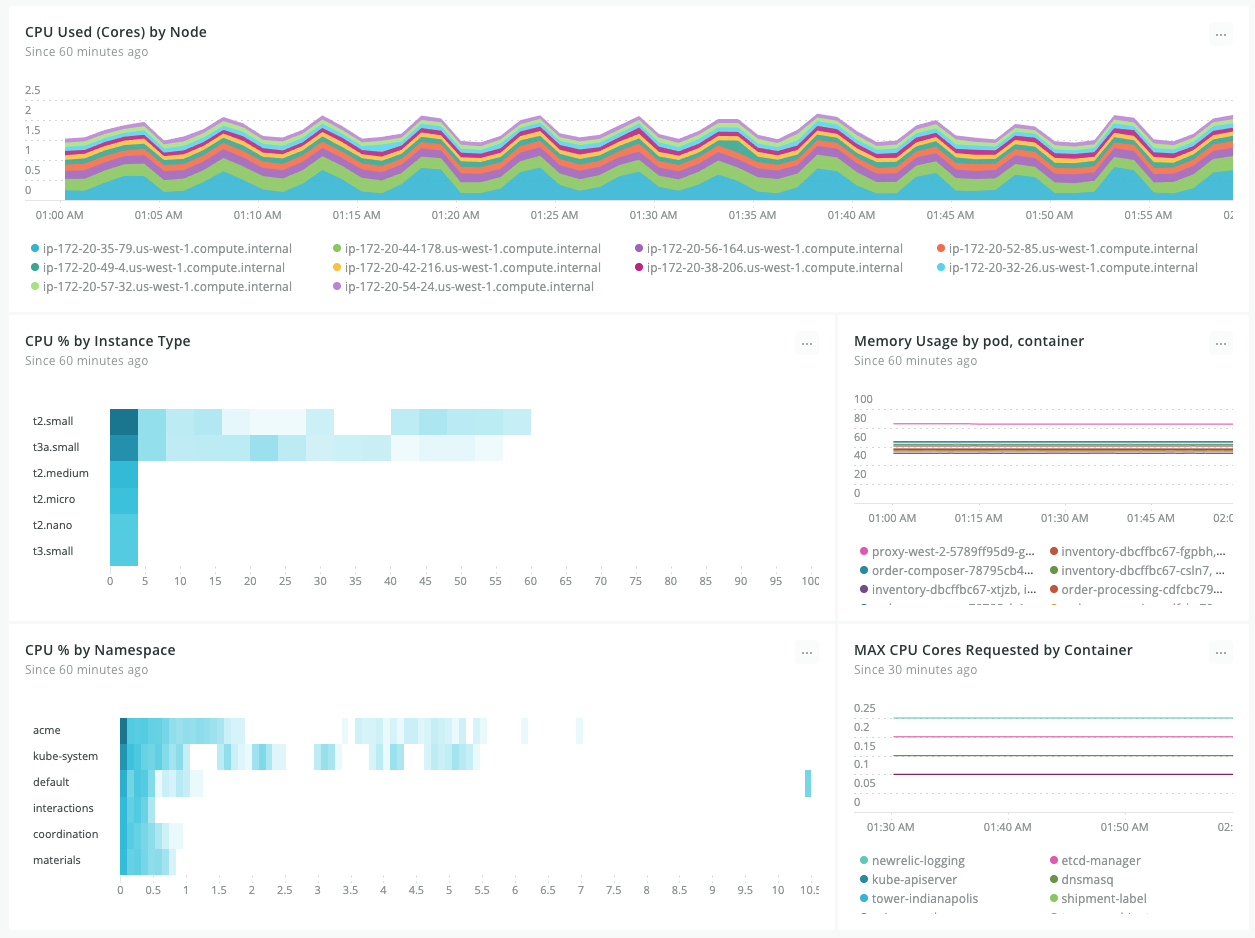 CPU Used (Cores) by Node
...
Since 60 minutes ago
2.5
2
1.5
1
0.5
0
01:00 AM 01:05 AM 01:10 AM 01:15 AM 01:20 AM 01:25 AM 01:30 AM 01:35 AM 01:40 AM 01:45 AM 01:50 AM 01:55 AM
ip-172-20-35-79.us-west-1.compute.internal ip-172-20-44-178.us-west-1.compute.internal ip-172-20-56-164.us-west-1.compute.internal ip-172-20-52-85.us-west-1.compute.internal
ip-172-20-49-4.us-west-1.compute.internal ip-172-20-42-216.us-west-1.compute.internal ip-172-20-38-206.us-west-1.compute.internal ip-172-20-32-26.us-west-1.compute.internal
ip-172-20-57-32.us-west-1.compute.internal ip-172-20-54-24.us-west-1.compute.internal
CPU % by Instance Type
...
Since 60 minutes ago
t2.small
t3a.small
t2.medium
t2.micro
t2.nano
t3.small
0 5 10 15 20 25 30 35 40 45 50 55 60 65 70 75 80 85 90 95 100
Memory Usage by pod, container
...
Since 60 minutes ago
100
80
60
40
20
0
01:00 AM 01:15 AM 01:30 AM 01:45 AM 02:0
proxy-west-2-5789ff95d9-g... inventory-dbcffbc67-fgpbh,...
order-composer-78795cb4... inventory-dbcffbc67-csln7, ...
inventory-dbcffbc67-xtjzb, i... order-processing-cdfcbc79...
CPU % by Namespace
...
Since 60 minutes ago
acme
kube-system
default
interactions
coordination
materials
0 0.5 1 1.5 2 2.5 3 3.5 4 4.5 5 5.5 6 6.5 7 7.5 8 8.5 9 9.5 10 10.5
MAX CPU Cores Requested by Container
...
Since 30 minutes ago
0.25
0.2
0.15
0.1
0.05
0
01:30 AM 01:40 AM 01:50 AM 02:
newrelic-logging etcd-manager
kube-apiserver dnsmasq
tower-indianapolis shipment-label